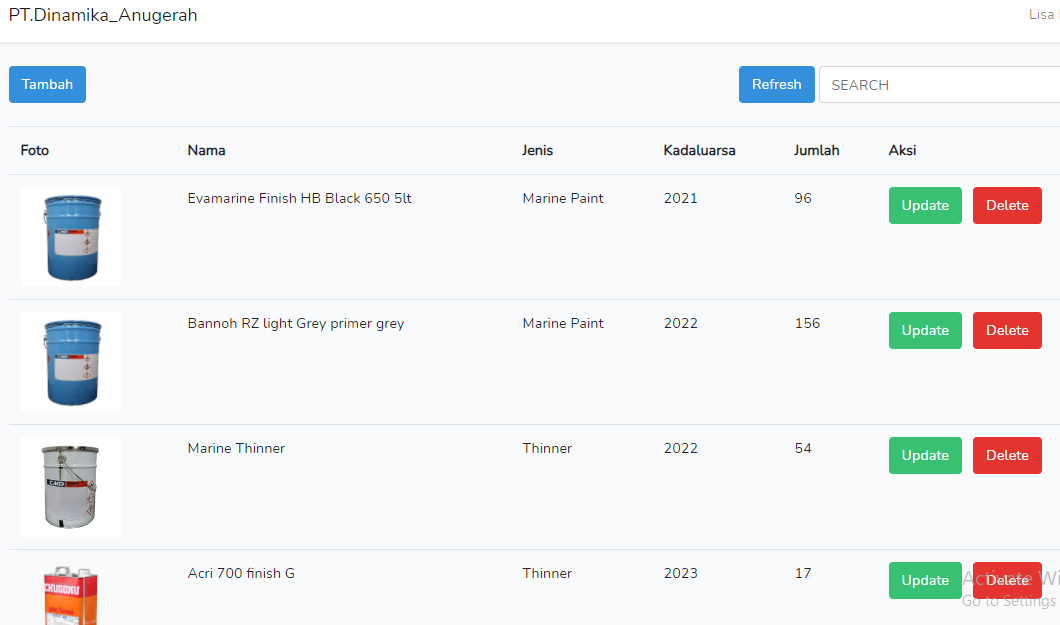 PT.Dinamika_Anugerah
Lisa
Tambah
Refresh
SEARCH
Foto Nama Jenis Kadaluarsa Jumlah Aksi
Evamarine Finish HB Black 650 5lt Marine Paint 2021 96 Update Delete
Bannoh RZ light Grey primer grey Marine Paint 2022 156 Update Delete
Marine Thinner Thinner 2022 54 Update Delete
CMP
Acri 700 finish G Thinner 2023 17 Update Delete
CHUGOKU
Activate Wi
Go to Settings